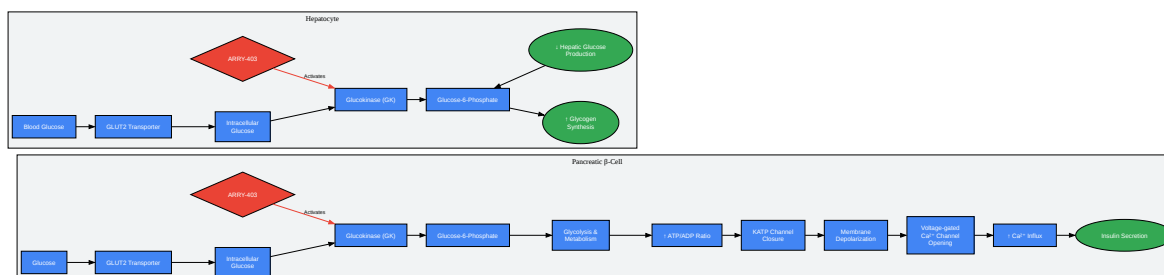 Hepatocyte
ARRY-403
Activates
↓ Hepatic Glucose
Production
Glucokinase (GK)
Glucose-6-Phosphate
Blood Glucose
GLUT2 Transporter
Intracellular
Glucose
↑ Glycogen
Synthesis
Pancreatic β-Cell
ARRY-403
Activates
Glucokinase (GK)
Glucose-6-Phosphate
Glycolysis &
Metabolism
↑ ATP/ADP Ratio
KATP Channel
Closure
Membrane
Depolarization
Voltage-gated
Ca²⁺ Channel
Opening
↑ Ca²⁺ Influx
Insulin Secretion
Glucose
GLUT2 Transporter
Intracellular
Glucose